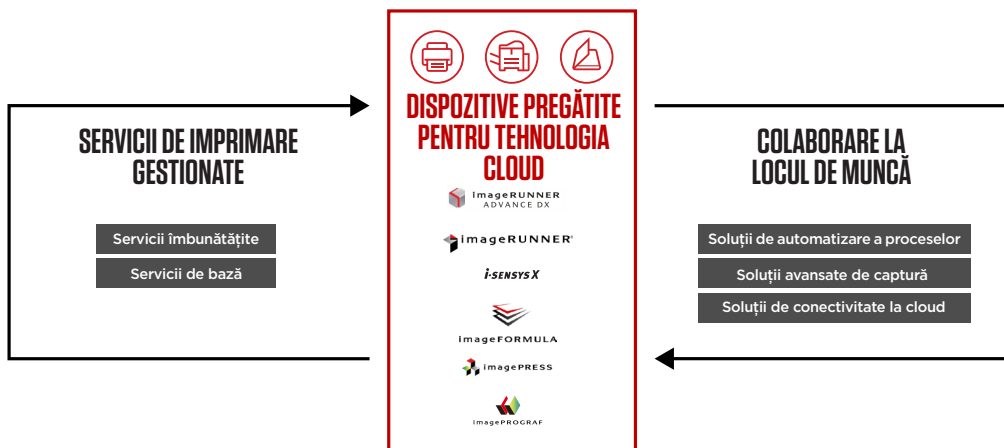 SERVICII DE IMPRIMARE
GESTIONATE
Servicii îmbunătățite
Servicii de bază
DISPOZITIVE PREGĂTITE
PENTRU TEHNOLOGIA
CLOUD
imageRUNNER
ADVANCE DX
imageRUNNER
i-SENSYS X
imageFORMULA
imagePRESS
imagePROGRAF
COLABORARE LA
LOCUL DE MUNCĂ
Soluții de automatizare a proceselor
Soluții avansate de captură
Soluții de conectivitate la cloud